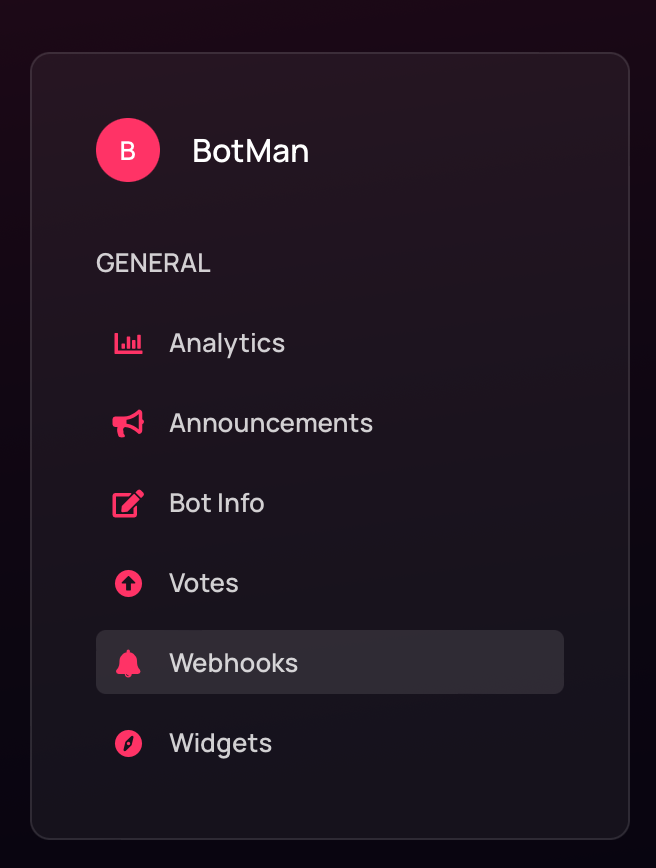 B
BotMan
GENERAL
Analytics
Announcements
Bot Info
Votes
Webhooks
Widgets